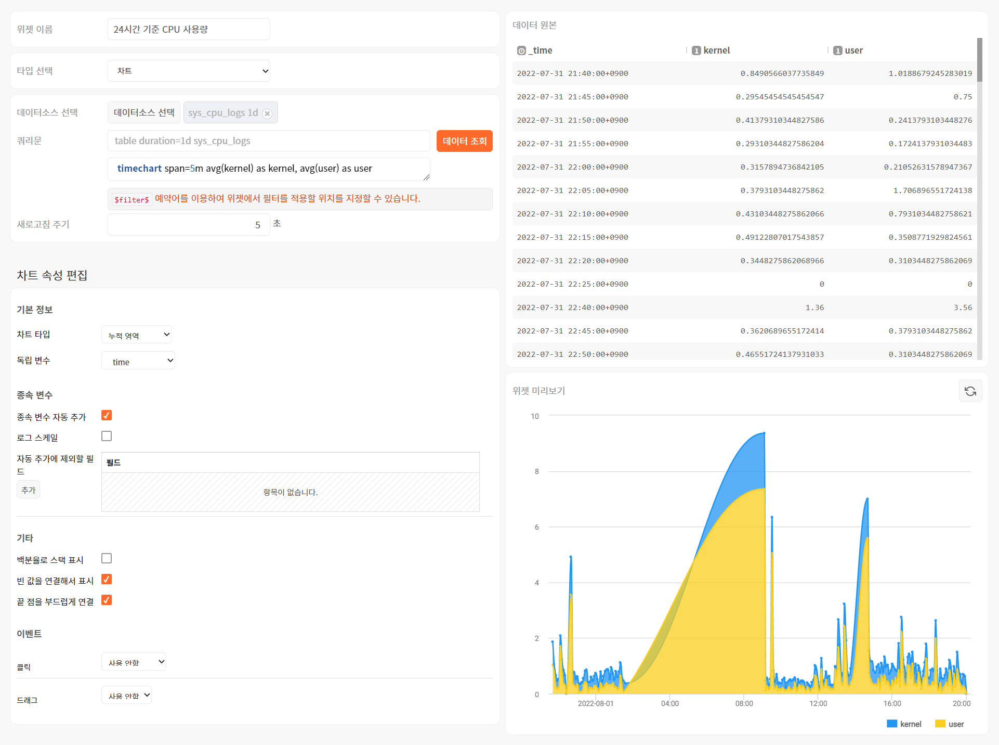 위젯 이름
24시간 기준 CPU 사용량
타입 선택
차트
데이터소스 선택
데이터소스 선택
sys_cpu_logs 1d
쿼리문
table duration=1d sys_cpu_logs
데이터 조회
timechart span=5m avg(kernel) as kernel, avg(user) as user
$filter$ 예약어를 이용하여 위젯에서 필터를 적용할 위치를 지정할 수 있습니다.
새로고침 주기
5 초
차트 속성 편집
기본 정보
차트 타입
누적 영역
독립 변수
_time
종속 변수
종속 변수 자동 추가
로그 스케일
자동 추가에 제외할 필
드
추가
필드
항목이 없습니다.
기타
백분율로 스택 표시
빈 값을 연결해서 표시
끝 점을 부드럽게 연결
이벤트
클릭
사용 안함
드래그
사용 안함
데이터 원본
_time 1 kernel 1 user
2022-07-31 21:40:00+0900 0.8490566037735849 1.0188679245283019
2022-07-31 21:45:00+0900 0.29545454545454547 0.75
2022-07-31 21:50:00+0900 0.41379310344827586 0.2413793103448276
2022-07-31 21:55:00+0900 0.29310344827586204 0.1724137931034483
2022-07-31 22:00:00+0900 0.3157894736842105 0.21052631578947367
2022-07-31 22:05:00+0900 0.3793103448275862 1.706896551724138
2022-07-31 22:10:00+0900 0.43103448275862066 0.7931034482758621
2022-07-31 22:15:00+0900 0.49122807017543857 0.3508771929824561
2022-07-31 22:20:00+0900 0.3448275862068966 0.3103448275862069
2022-07-31 22:25:00+0900 0 0
2022-07-31 22:40:00+0900 1.36 3.56
2022-07-31 22:45:00+0900 0.3620689655172414 0.3793103448275862
2022-07-31 22:50:00+0900 0.46551724137931033 0.3103448275862069
위젯 미리보기
10
8
6
4
2
0
2022-08-01 04:00 08:00 12:00 16:00 20:00
kernel user